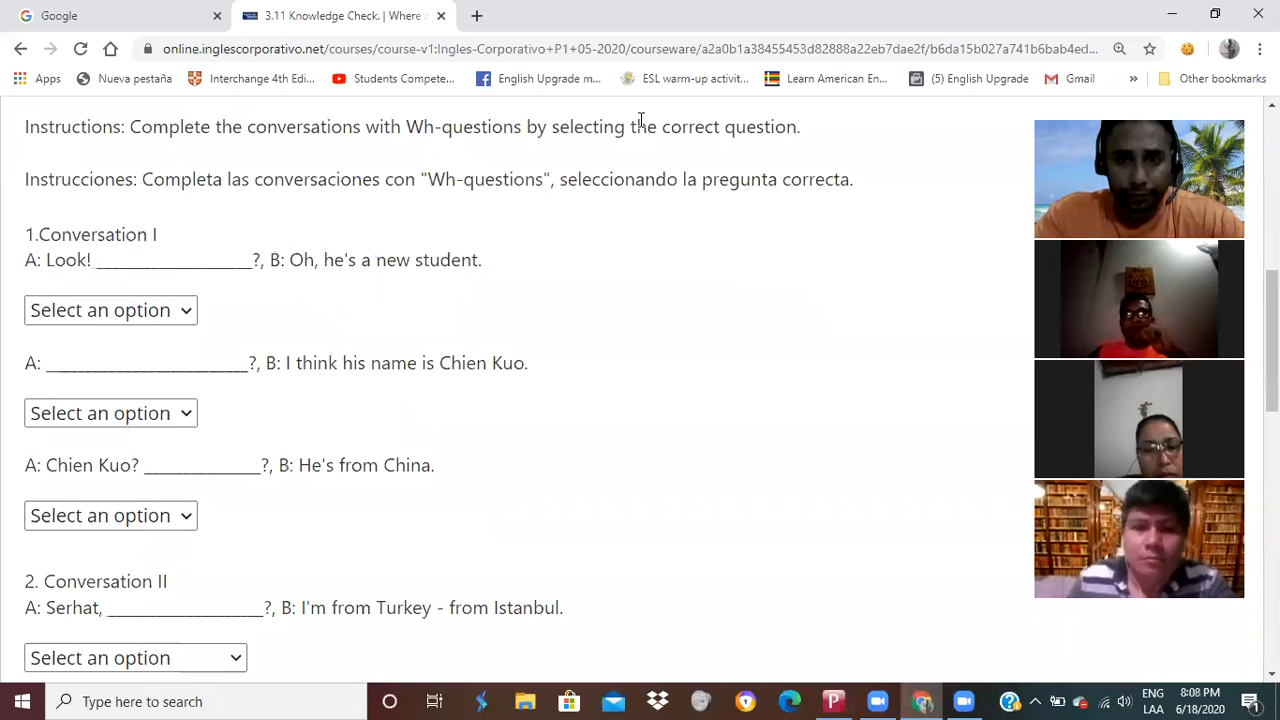 Google
3.11 Knowledge Check. | Where a
online.inglescorporativo.net/courses/course-v1:Ingles-Corporativo+P1+05-2020/courseware/a2a0b1a38455453d82888a22eb7dae2f/b6da15b027a741b6bab4ed...
Apps
Nueva pestaña
Interchange 4th Edi...
Students Compete...
English Upgrade m...
ESL warm-up activit...
Learn American En...
(5) English Upgrade
Gmail
»
Other bookmarks
Instructions: Complete the conversations with Wh-questions by selecting the correct question.
Instrucciones: Completa las conversaciones con "Wh-questions", seleccionando la pregunta correcta.
1.Conversation I
A: Look! ___________________?, B: Oh, he's a new student.
Select an option
A: ________________________?, B: I think his name is Chien Kuo.
Select an option
A: Chien Kuo? ______________?, B: He's from China.
Select an option
2. Conversation II
A: Serhat, ___________________?, B: I'm from Turkey - from Istanbul.
Select an option
Type here to search
ENG
LAA
8:08 PM
6/18/2020
1